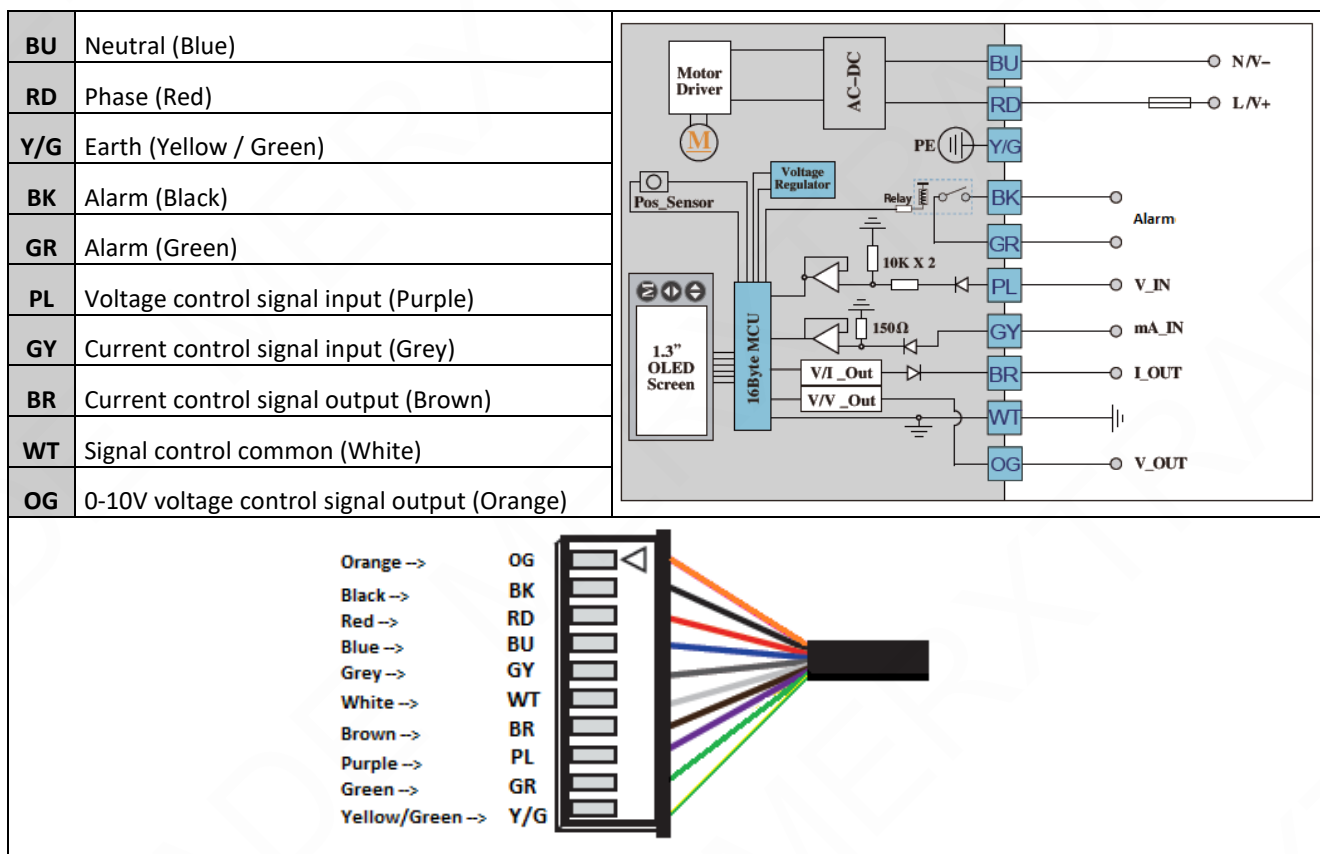 BU Neutral (Blue)
RD Phase (Red)
Y/G Earth (Yellow / Green)
BK Alarm (Black)
GR Alarm (Green)
PL Voltage control signal input (Purple)
GY Current control signal input (Grey)
BR Current control signal output (Brown)
WT Signal control common (White)
OG 0-10V voltage control signal output (Orange)
Motor
Driver
AC-DC
BU
N/V-
RD
L/V+
M
PE
Y/G
Voltage
Regulator
Pos_Sensor
Relay
BK
Alarm
GR
10K X 2
PL
V_IN
150Ω
GY
mA_IN
1.3"
OLED
Screen
16Byte MCU
V/I _Out
BR
I_OUT
V/V _Out
WT
OG
V_OUT
Orange --> OG
Black --> BK
Red --> RD
Blue --> BU
Grey --> GY
White --> WT
Brown --> BR
Purple --> PL
Green --> GR
Yellow/Green --> Y/G